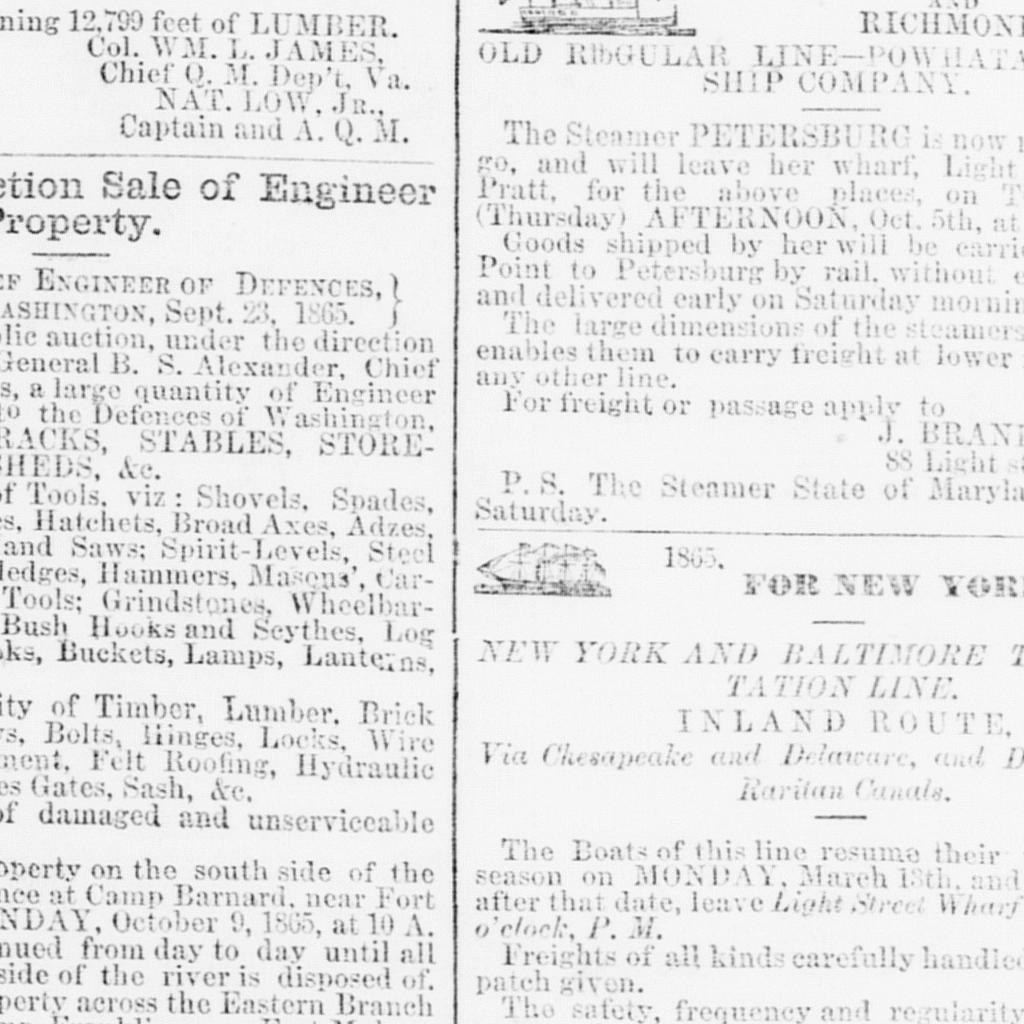 ning 12,799 feet of LUMBER.
Col. WM. L. JAMES,
Chief Q. M. Dep't, Va.
NAT. LOW, JR.,
Captain and A. Q. M.
ction Sale of Engineer
Property.
EF ENGINEER OF DEFENCES,
ASHINGTON, Sept. 23, 1865.
blic auction, under the direction
General B. S. Alexander, Chief
s, a large quantity of Engineer
to the Defences of Washington,
RACKS, STABLES, STORE-
SHEDS, &c.
of Tools, viz: Shovels, Spades,
es, Hatchets, Broad Axes, Adzes,
and Saws; Spirit-Levels, Steel
ledges, Hammers, Masons', Car-
Tools; Grindstones, Wheelbar-
Bush Hooks and Scythes, Log
oks, Buckets, Lamps, Lanterns,
ity of Timber, Lumber, Brick
ws, Bolts, Hinges, Locks, Wire
ment, Felt Roofing, Hydraulic
es Gates, Sash, &c.
of damaged and unserviceable
operty on the south side of the
nce at Camp Barnard, near Fort
NDAY, October 9, 1865, at 10 A.
nued from day to day until all
side of the river is disposed of.
perty across the Eastern Branch
AND
RICHMOND
OLD REGULAR LINE—POWHATA
SHIP COMPANY.
The Steamer PETERSBURG is now r
go, and will leave her wharf, Light
Pratt, for the above places, on T
(Thursday) AFTERNOON, Oct. 5th, at
Goods shipped by her will be carrie
Point to Petersburg by rail, without e
and delivered early on Saturday mornin
The large dimensions of the steamers
enables them to carry freight at lower
any other line.
For freight or passage apply to
J. BRAN
88 Light st
P. S. The Steamer State of Maryla
Saturday.
1865.
FOR NEW YORK
NEW YORK AND BALTIMORE T
TATION LINE.
INLAND ROUTE,
Via Chesapeake and Delaware, and D
Raritan Canals.
The Boats of this line resume their
season on MONDAY, March 13th, and
after that date, leave Light Street Wharf
o'clock, P. M.
Freights of all kinds carefully handled
patch given.
The safety, frequency and regularity